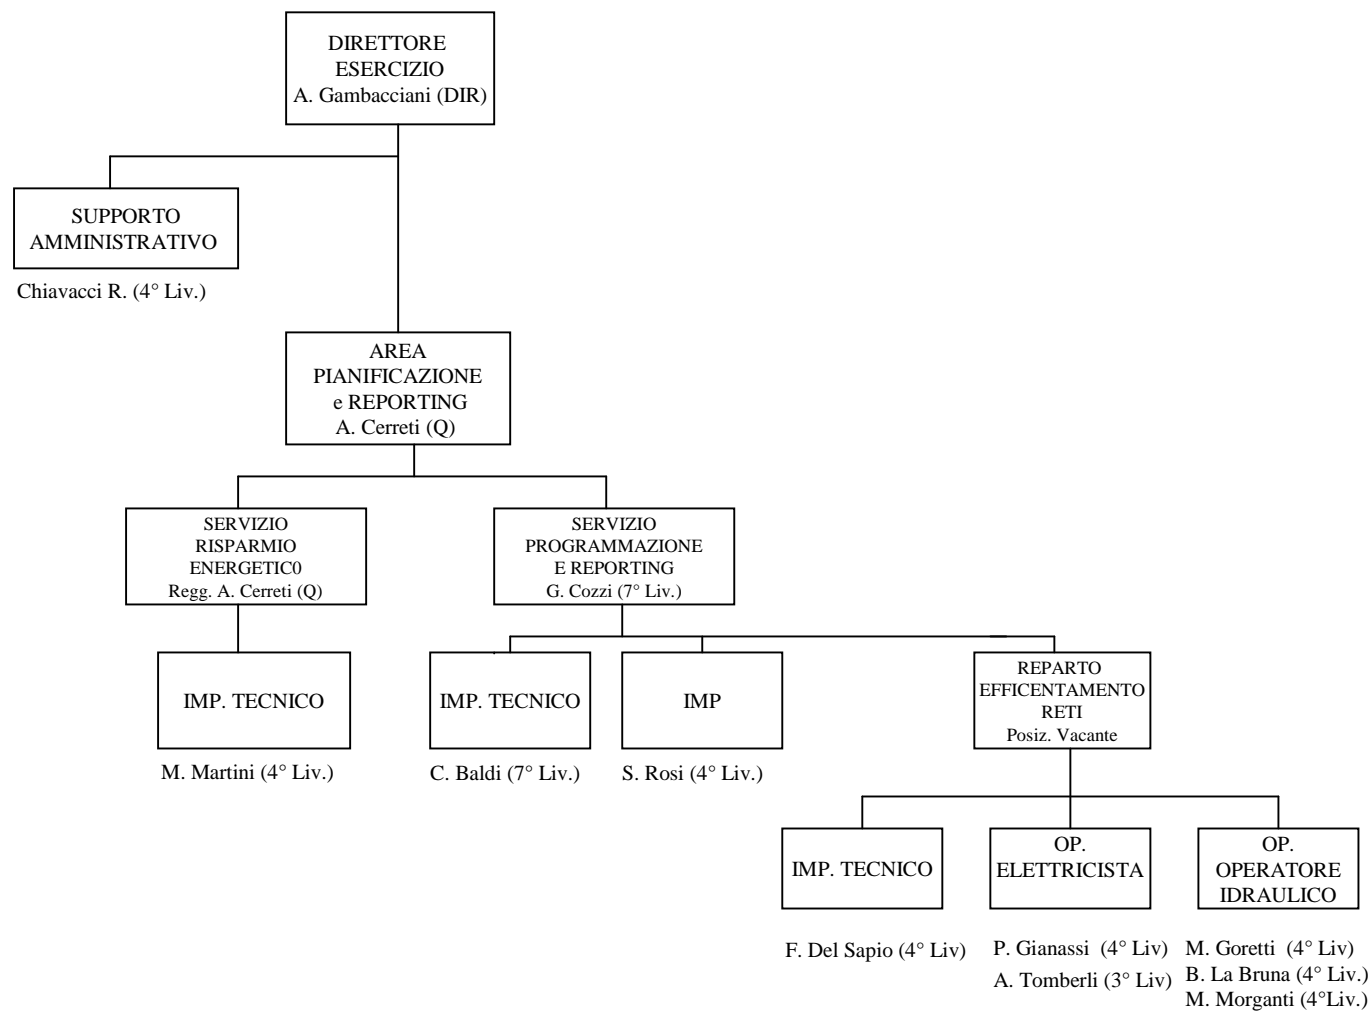 DIRETTORE
ESERCIZIO
A. Gambacciani (DIR)
SUPPORTO
AMMINISTRATIVO
Chiavacci R. (4° Liv.)
AREA
PIANIFICAZIONE
e REPORTING
A. Cerreti (Q)
SERVIZIO
RISPARMIO
ENERGETIC0
Regg. A. Cerreti (Q)
SERVIZIO
PROGRAMMAZIONE
E REPORTING
G. Cozzi (7° Liv.)
IMP. TECNICO
M. Martini (4° Liv.)
IMP. TECNICO
C. Baldi (7° Liv.)
IMP
S. Rosi (4° Liv.)
REPARTO
EFFICENTAMENTO
RETI
Posiz. Vacante
IMP. TECNICO
F. Del Sapio (4° Liv)
OP.
ELETTRICISTA
P. Gianassi (4° Liv)
A. Tomberli (3° Liv)
OP.
OPERATORE
IDRAULICO
M. Goretti (4° Liv)
B. La Bruna (4° Liv.)
M. Morganti (4°Liv.)